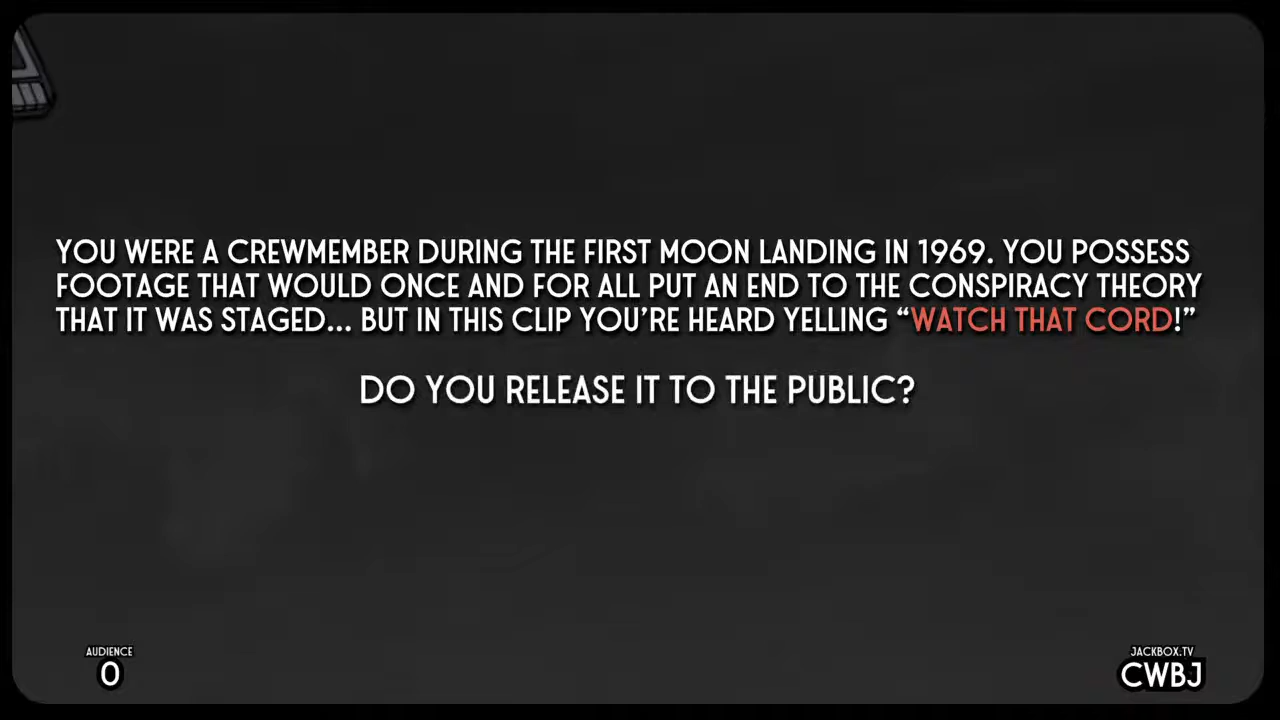 YOU WERE A CREWMEMBER DURING THE FIRST MOON LANDING IN 1969. YOU POSSESS
FOOTAGE THAT WOULD ONCE AND FOR ALL PUT AN END TO THE CONSPIRACY THEORY
THAT IT WAS STAGED... BUT IN THIS CLIP YOU'RE HEARD YELLING “WATCH THAT CORD!”
DO YOU RELEASE IT TO THE PUBLIC?
AUDIENCE
0
JACKBOX.TV
CWBJ